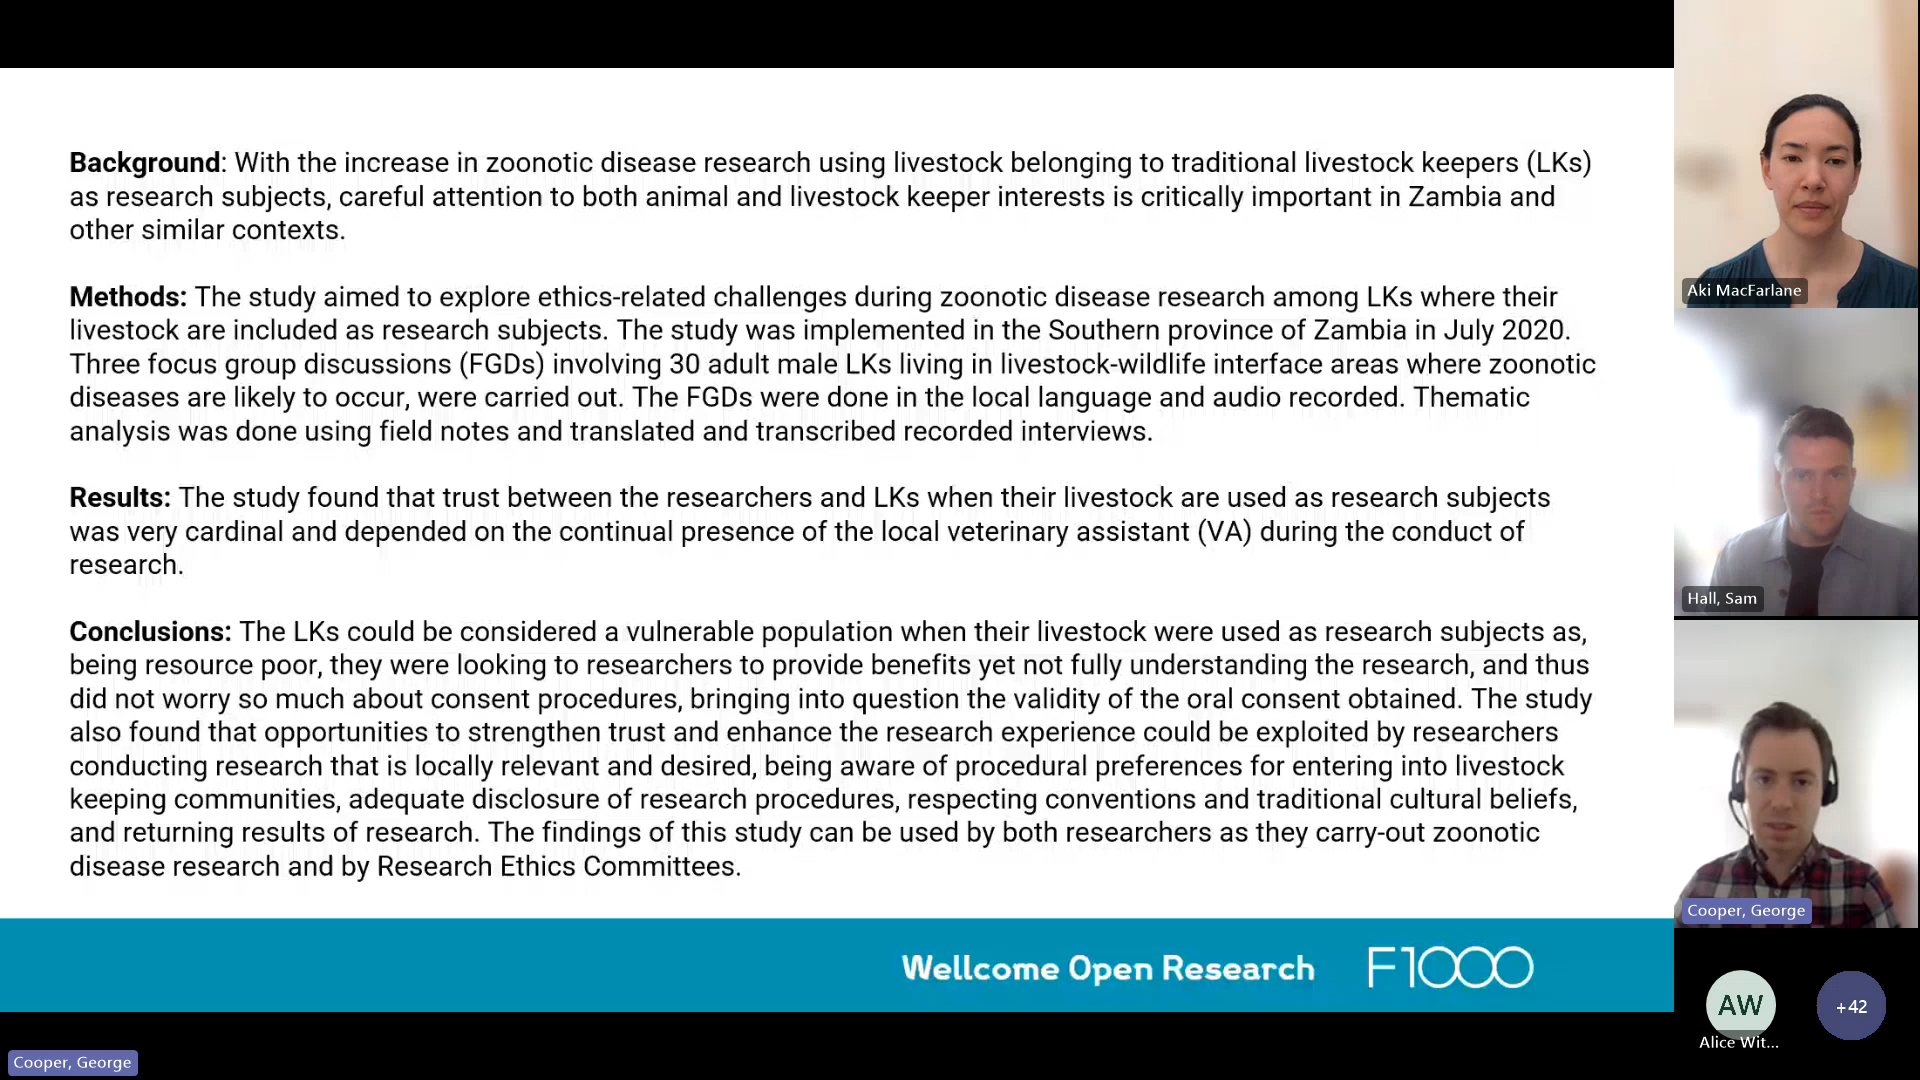 Background: With the increase in zoonotic disease research using livestock belonging to traditional livestock keepers (LKs)
as research subjects, careful attention to both animal and livestock keeper interests is critically important in Zambia and
other similar contexts.
Methods: The study aimed to explore ethics-related challenges during zoonotic disease research among LKs where their
livestock are included as research subjects. The study was implemented in the Southern province of Zambia in July 2020.
Three focus group discussions (FGDs) involving 30 adult male LKs living in livestock-wildlife interface areas where zoonotic
diseases are likely to occur, were carried out. The FGDs were done in the local language and audio recorded. Thematic
analysis was done using field notes and translated and transcribed recorded interviews.
Results: The study found that trust between the researchers and LKs when their livestock are used as research subjects
was very cardinal and depended on the continual presence of the local veterinary assistant (VA) during the conduct of
research.
Conclusions: The LKs could be considered a vulnerable population when their livestock were used as research subjects as,
being resource poor, they were looking to researchers to provide benefits yet not fully understanding the research, and thus
did not worry so much about consent procedures, bringing into question the validity of the oral consent obtained. The study
also found that opportunities to strengthen trust and enhance the research experience could be exploited by researchers
conducting research that is locally relevant and desired, being aware of procedural preferences for entering into livestock
keeping communities, adequate disclosure of research procedures, respecting conventions and traditional cultural beliefs,
and returning results of research. The findings of this study can be used by both researchers as they carry-out zoonotic
disease research and by Research Ethics Committees.
Wellcome Open Research F1000
Cooper, George
Aki MacFarlane
Hall, Sam
Cooper, George
AW
Alice Wit...
+42